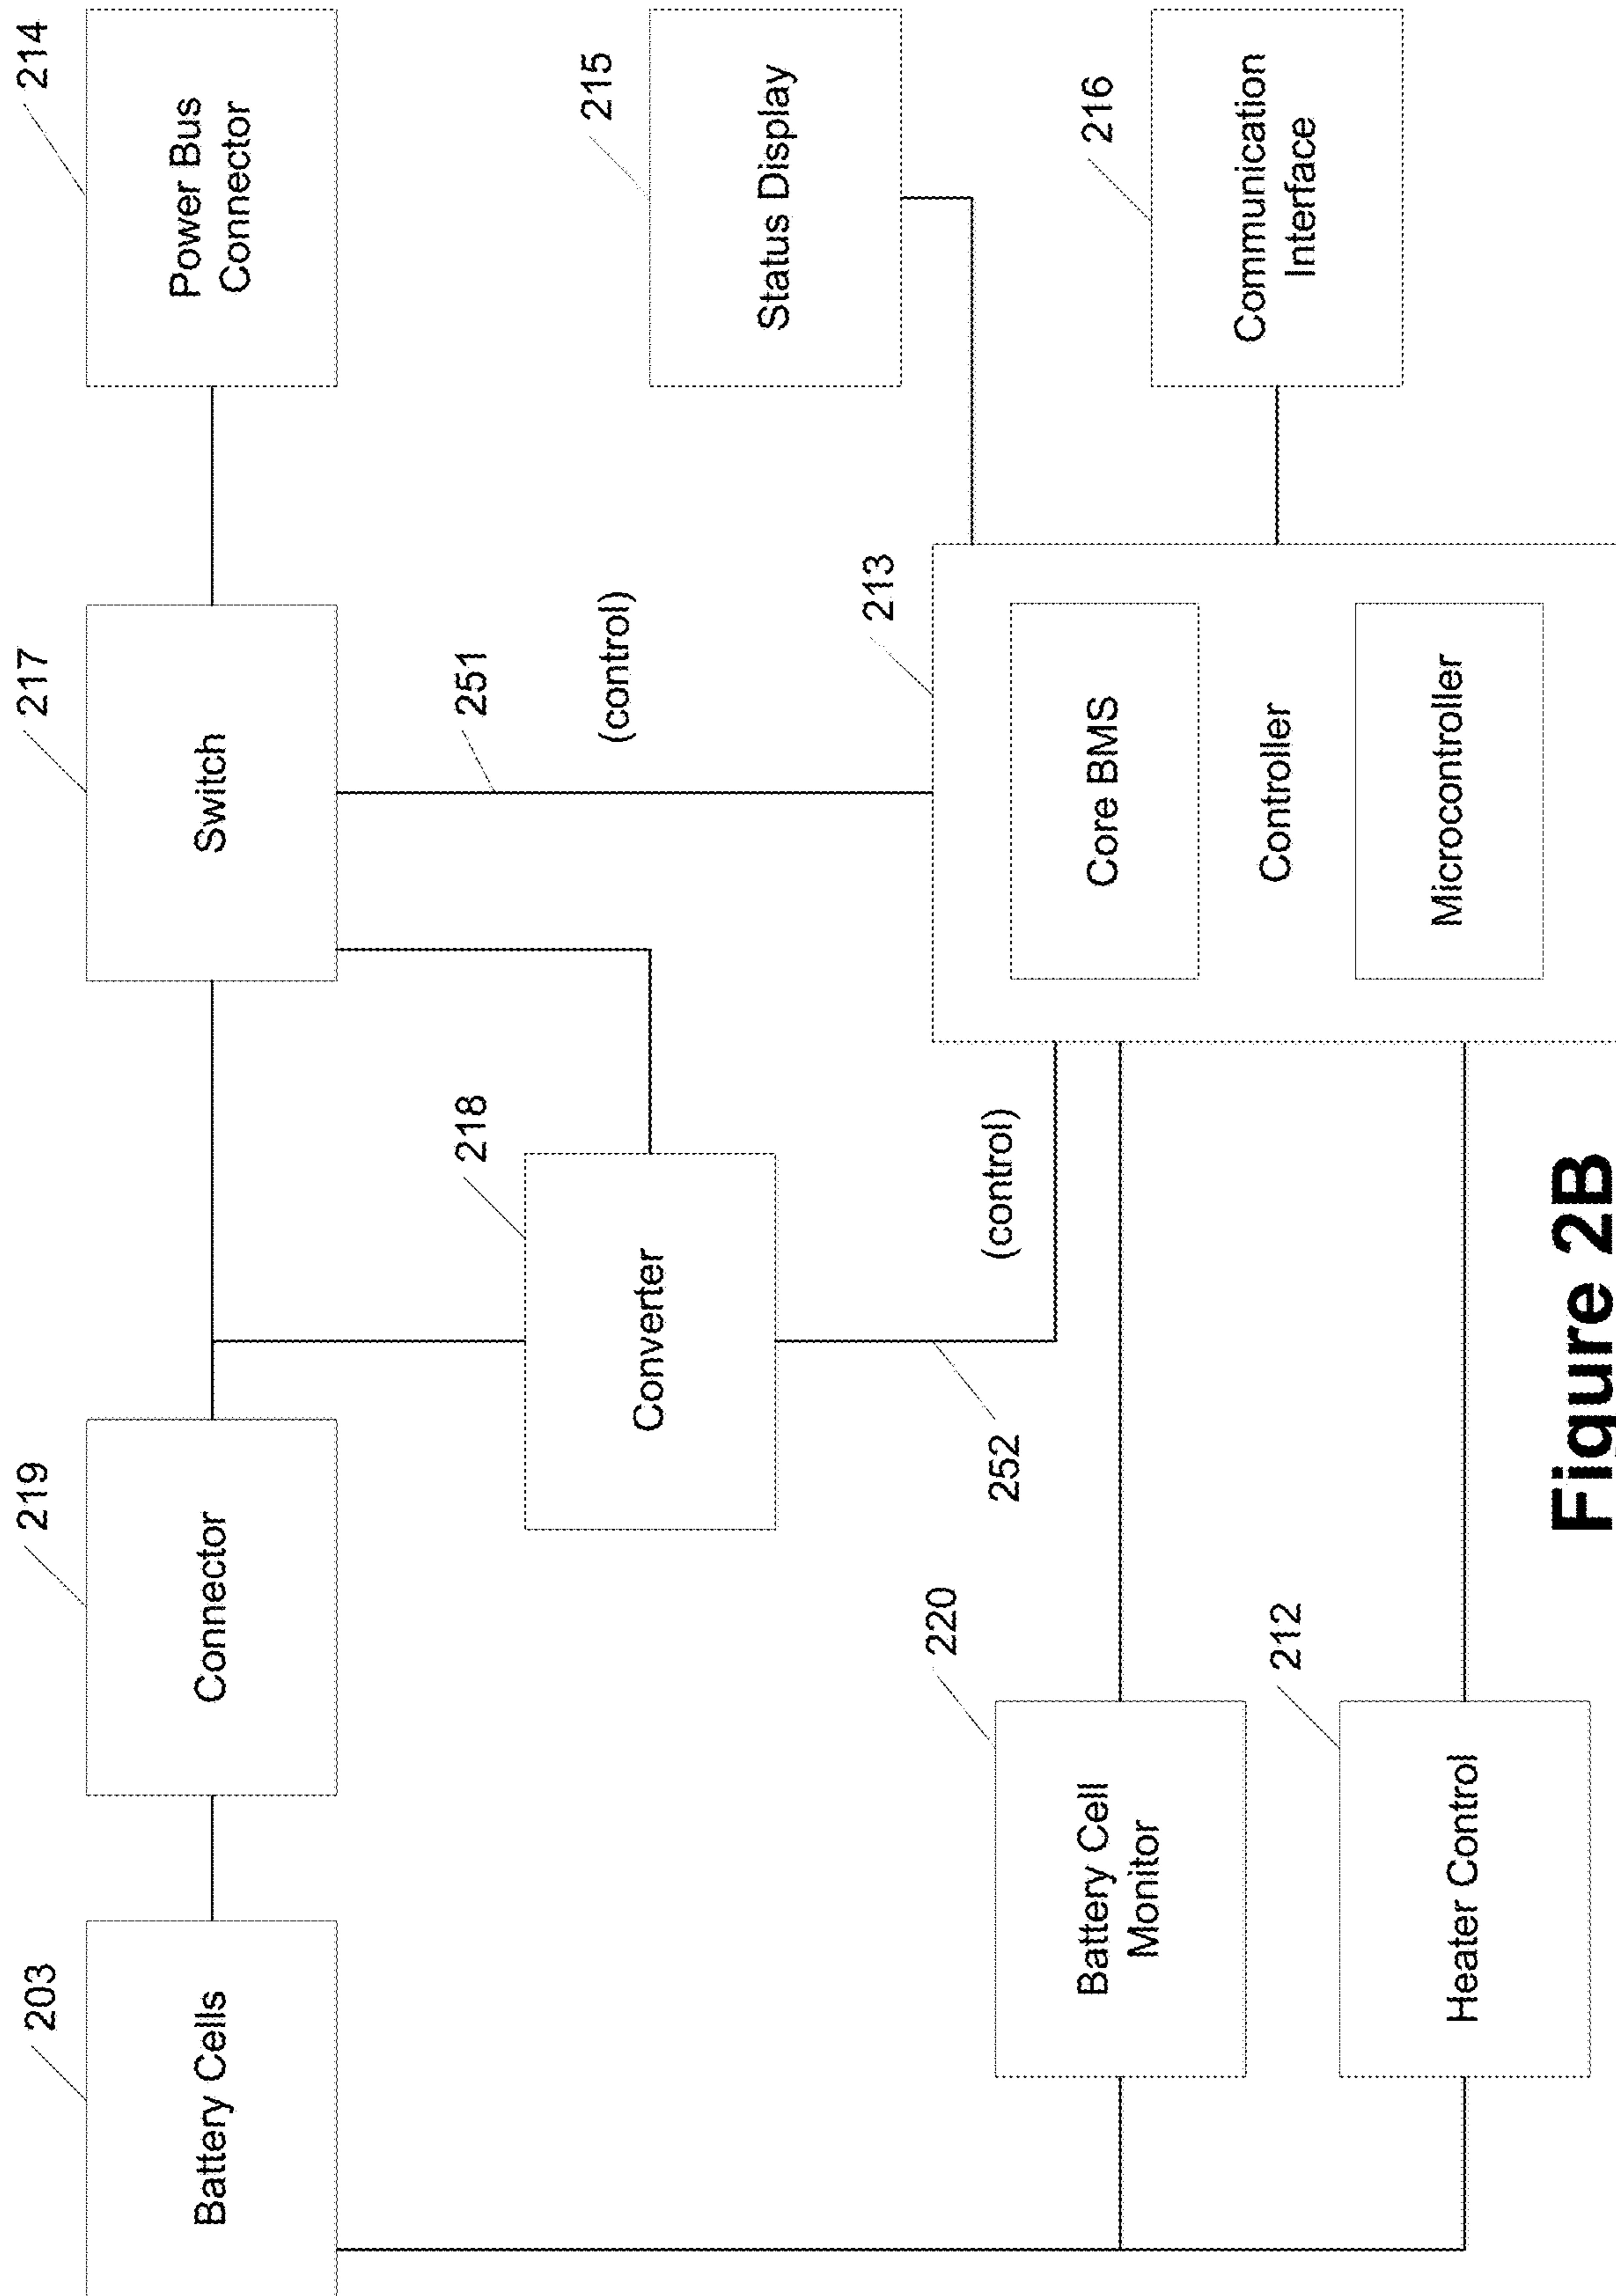 203
Battery Cells
219
Connector
217
Switch
214
Power Bus
Connector
218
Converter
251
(control)
215
Status Display
252
(control)
213
Core BMS
Controller
Microcontroller
220
Battery Cell
Monitor
212
Heater Control
216
Communication
Interface
Figure 2B